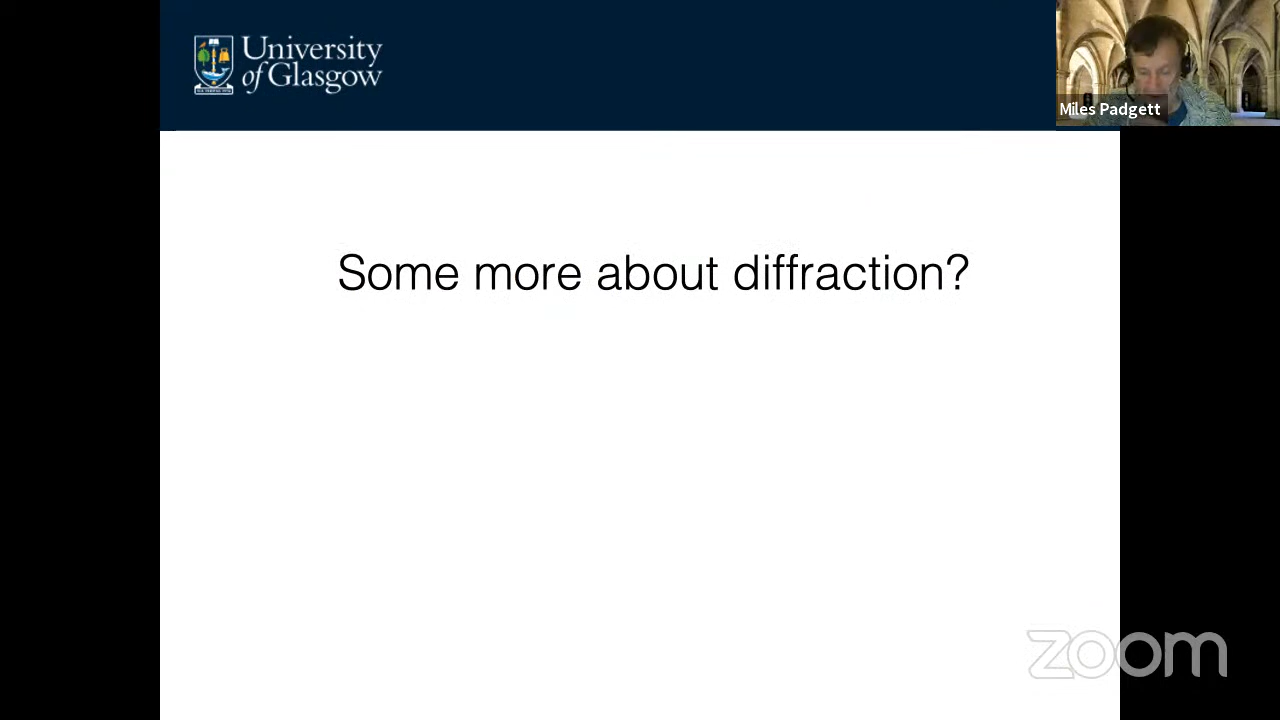 University
of Glasgow
Miles Padgett
Some more about diffraction?
zoom